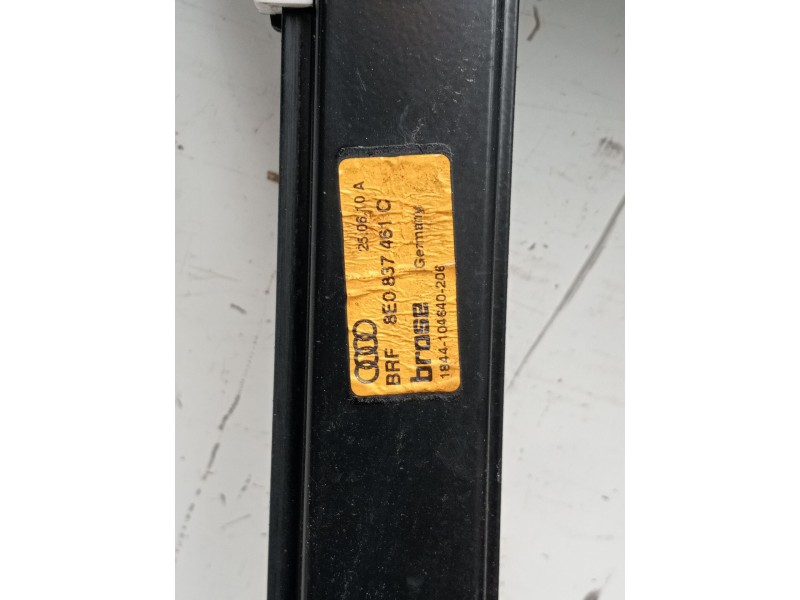 25.06.10 A
BRF 8E0 837 461 C
brose Germany
1844-104640-206